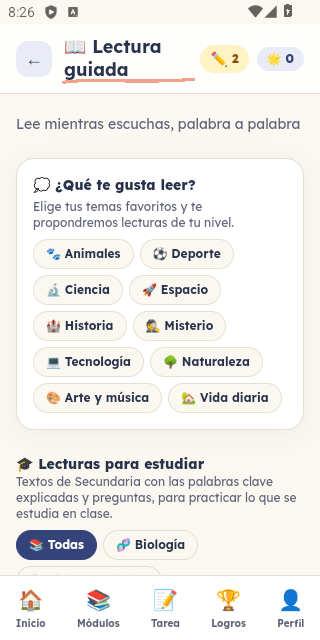 8:26
📖 Lectura
guiada
✏️ 2
🌟 0
Lee mientras escuchas, palabra a palabra
💭 ¿Qué te gusta leer?
Elige tus temas favoritos y te
propondremos lecturas de tu nivel.
🐾 Animales
⚽ Deporte
🔬 Ciencia
🚀 Espacio
🏰 Historia
🕵️ Misterio
💻 Tecnología
🌳 Naturaleza
🎨 Arte y música
🏡 Vida diaria
🎓 Lecturas para estudiar
Textos de Secundaria con las palabras clave
explicadas y preguntas, para practicar lo que se
estudia en clase.
📚 Todas
🧬 Biología
Inicio
Módulos
Tarea
Logros
Perfil